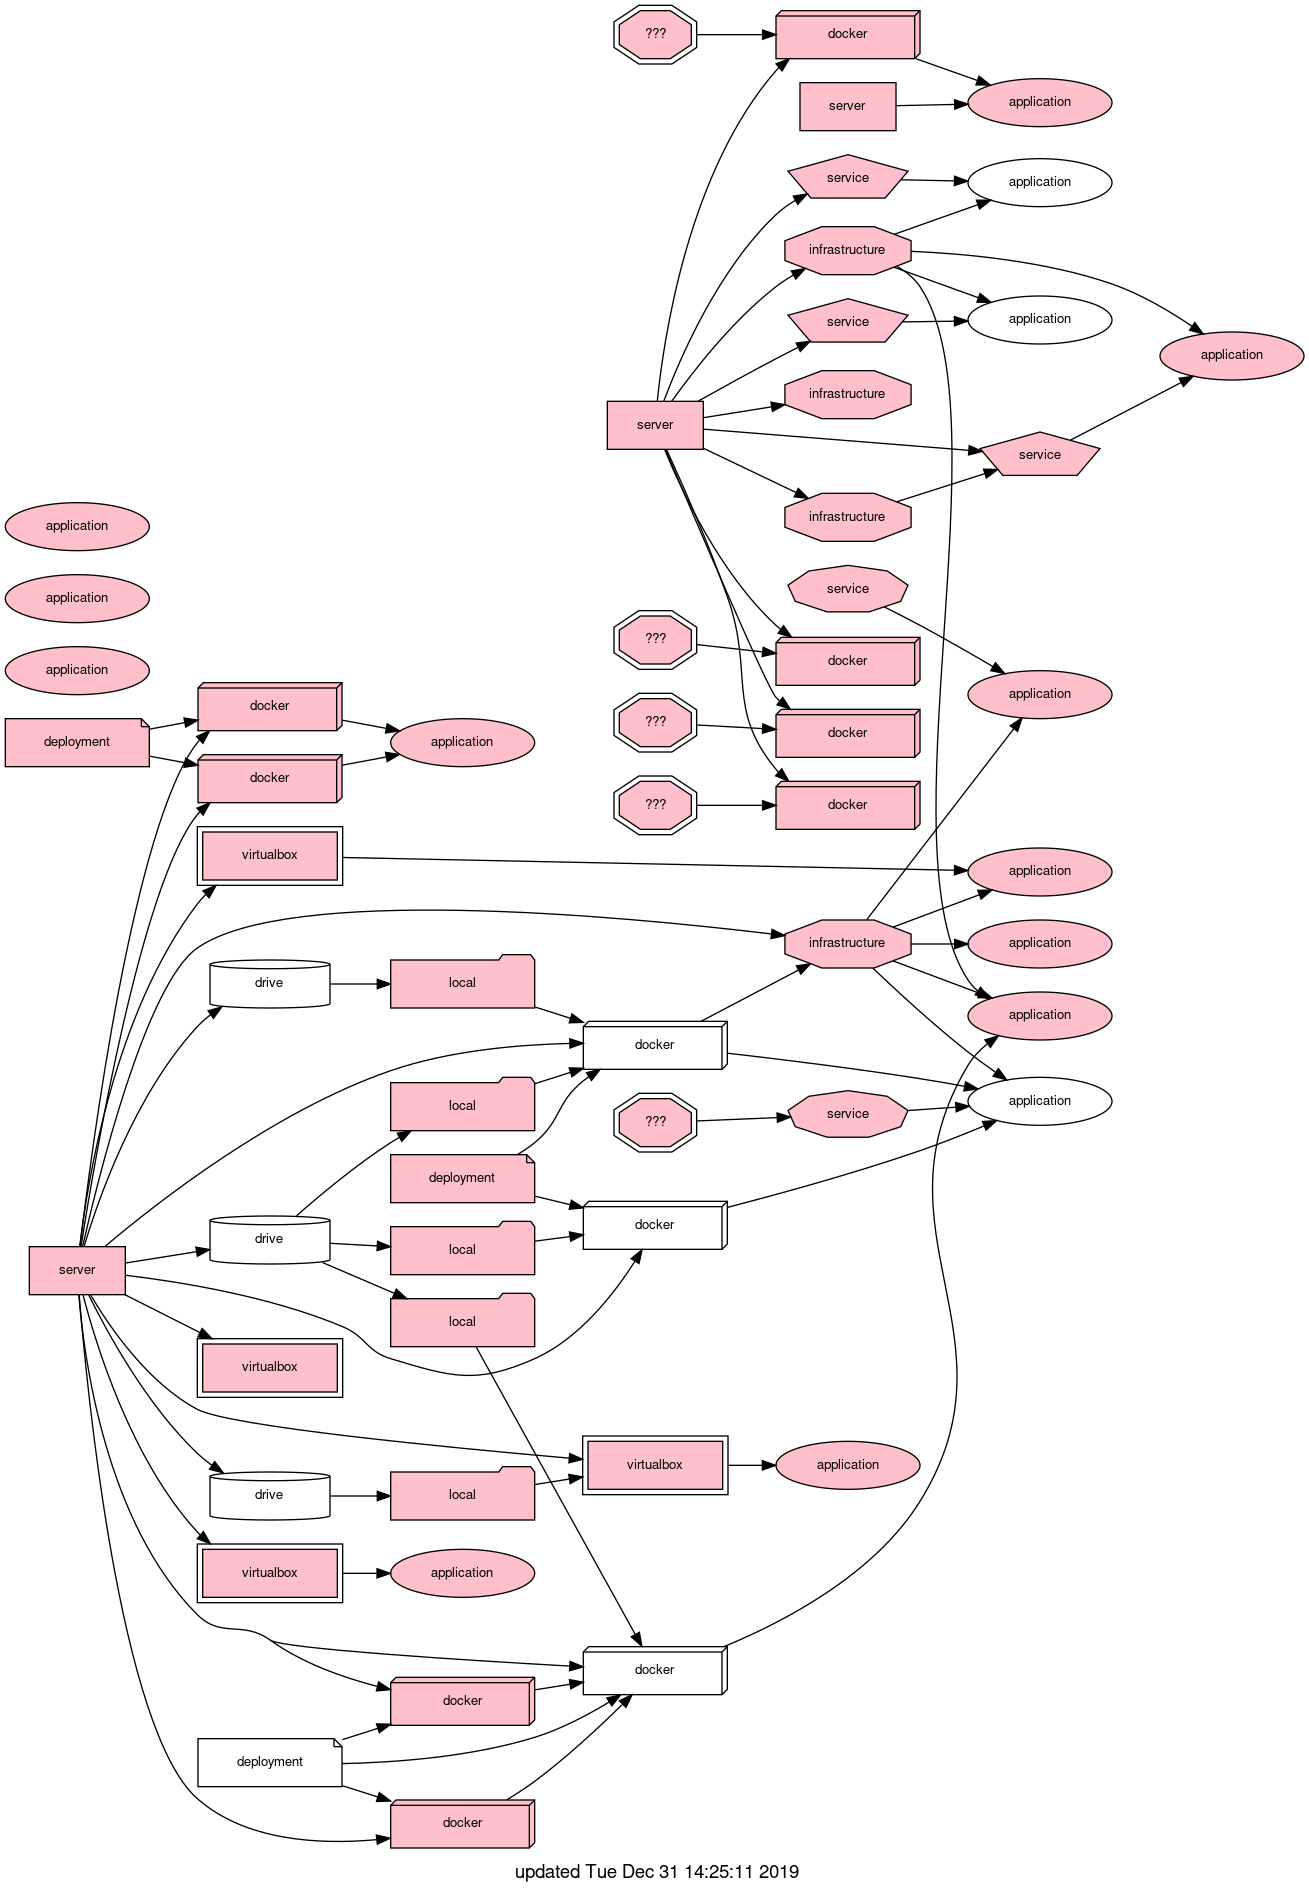 ???
docker
server
application
service
application
infrastructure
service
application
infrastructure
application
server
service
infrastructure
application
service
application
???
docker
application
application
deployment
docker
application
???
docker
docker
???
docker
virtualbox
application
infrastructure
application
drive
local
docker
application
local
???
service
application
deployment
drive
local
docker
server
local
virtualbox
drive
local
virtualbox
application
virtualbox
application
docker
docker
deployment
docker
updated Tue Dec 31 14:25:11 2019